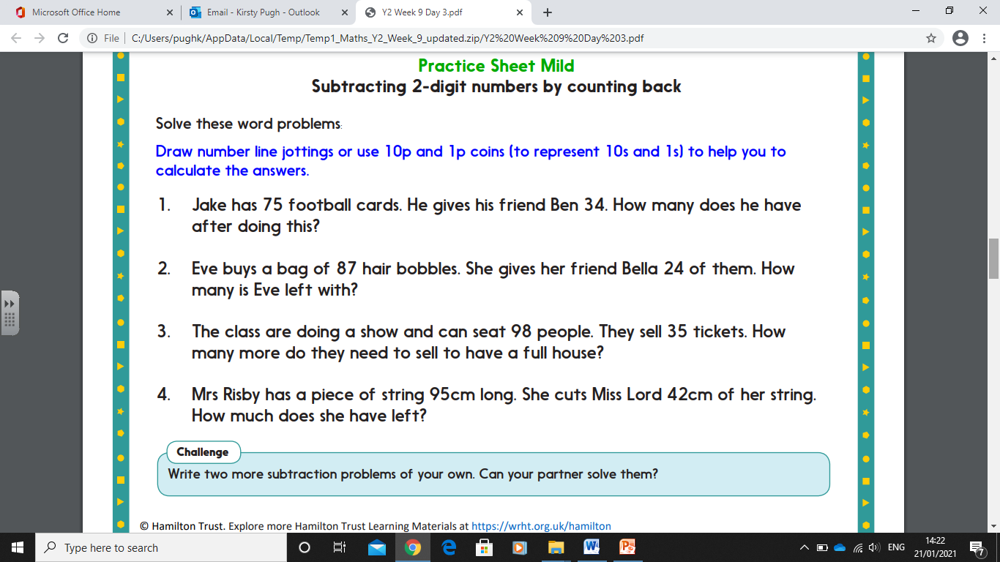 Microsoft Office Home
Email - Kirsty Pugh - Outlook
Y2 Week 9 Day 3.pdf
File
C:/Users/pughk/AppData/Local/Temp/Temp1_Maths_Y2_Week_9_updated.zip/Y2%20Week%209%20Day%203.pdf
Practice Sheet Mild
Subtracting 2-digit numbers by counting back
Solve these word problems.
Draw number line jottings or use 10p and 1p coins (to represent 10s and 1s) to help you to
calculate the answers.
1. Jake has 75 football cards. He gives his friend Ben 34. How many does he have
after doing this?
2. Eve buys a bag of 87 hair bobbles. She gives her friend Bella 24 of them. How
many is Eve left with?
3. The class are doing a show and can seat 98 people. They sell 35 tickets. How
many more do they need to sell to have a full house?
4. Mrs Risby has a piece of string 95cm long. She cuts Miss Lord 42cm of her string.
How much does she have left?
Challenge
Write two more subtraction problems of your own. Can your partner solve them?
© Hamilton Trust. Explore more Hamilton Trust Learning Materials at https://wrht.org.uk/hamilton
Type here to search
ENG
14:22
21/01/2021
7